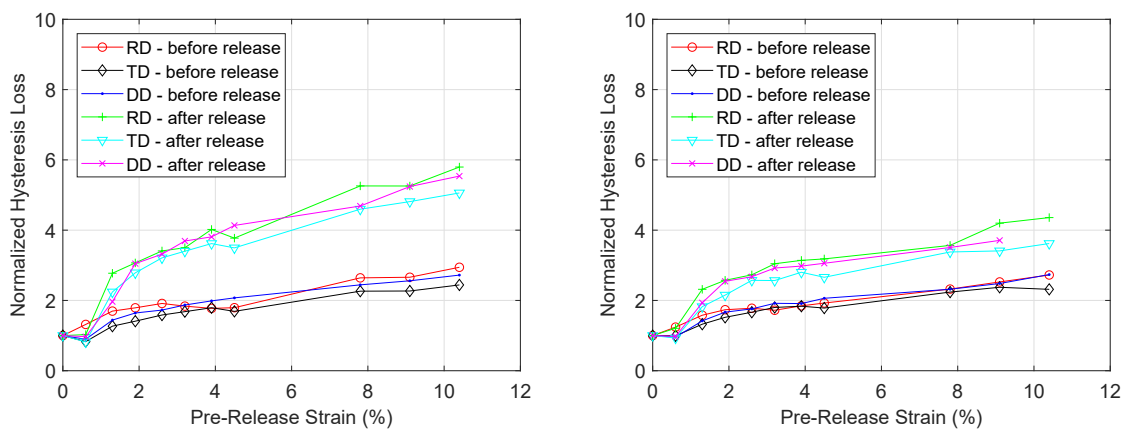 10
8
6
4
2
0
Normalized Hysteresis Loss
RD - before release
TD - before release
DD - before release
RD - after release
TD - after release
DD - after release
0 2 4 6 8 10 12
Pre-Release Strain (%)
10
8
6
4
2
0
Normalized Hysteresis Loss
RD - before release
TD - before release
DD - before release
RD - after release
TD - after release
DD - after release
0 2 4 6 8 10 12
Pre-Release Strain (%)